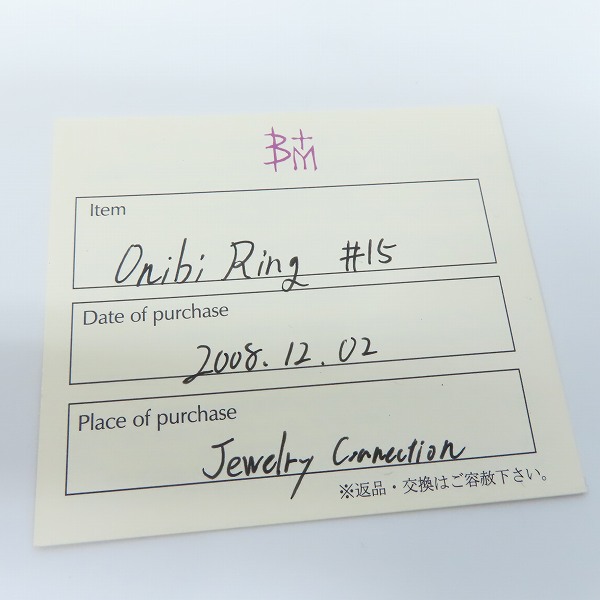 B+M
Item
Onibi Ring #15
Date of purchase
2008.12.02
Place of purchase
Jewelry Connection
※返品・交換はご容赦下さい。